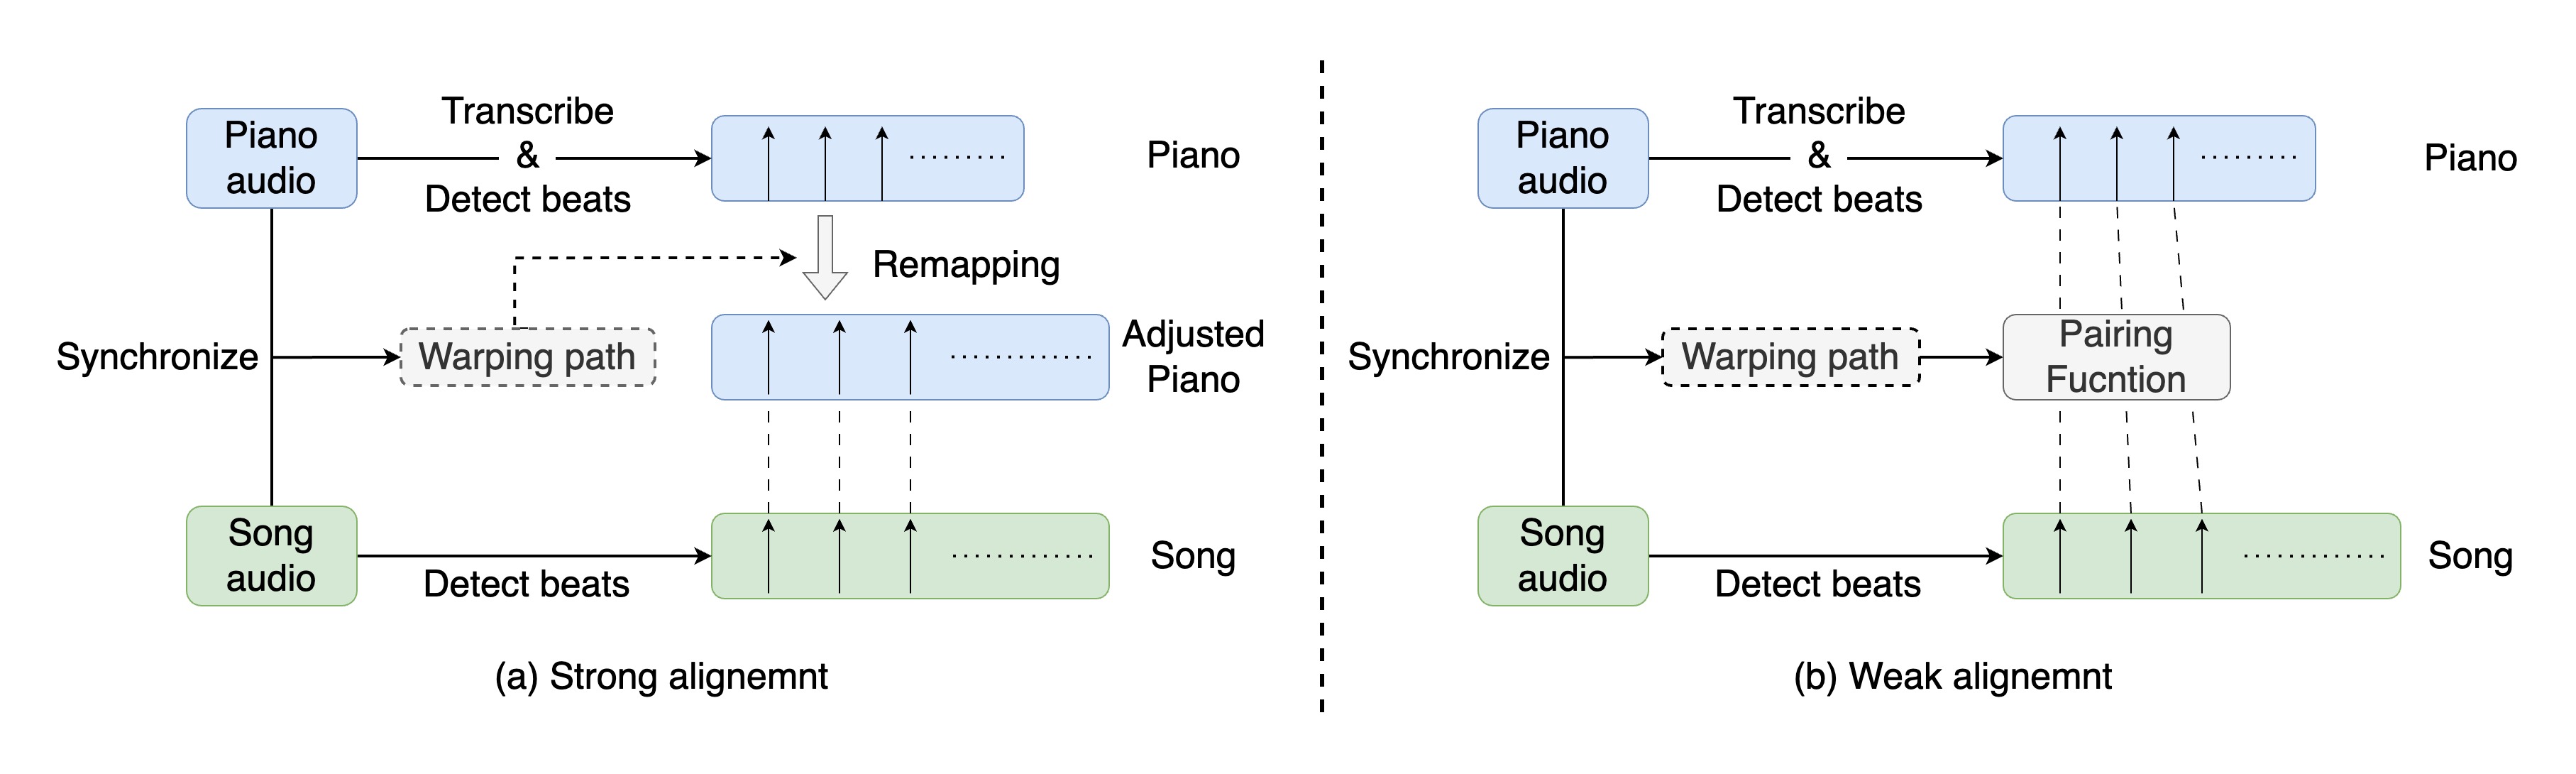 Piano
audio
Transcribe
&
Detect beats
Piano
Remapping
Synchronize
Warping path
Adjusted
Piano
Song
audio
Detect beats
Song
(a) Strong alignemnt
Piano
audio
Transcribe
&
Detect beats
Piano
Synchronize
Warping path
Pairing
Fucntion
Song
audio
Detect beats
Song
(b) Weak alignemnt